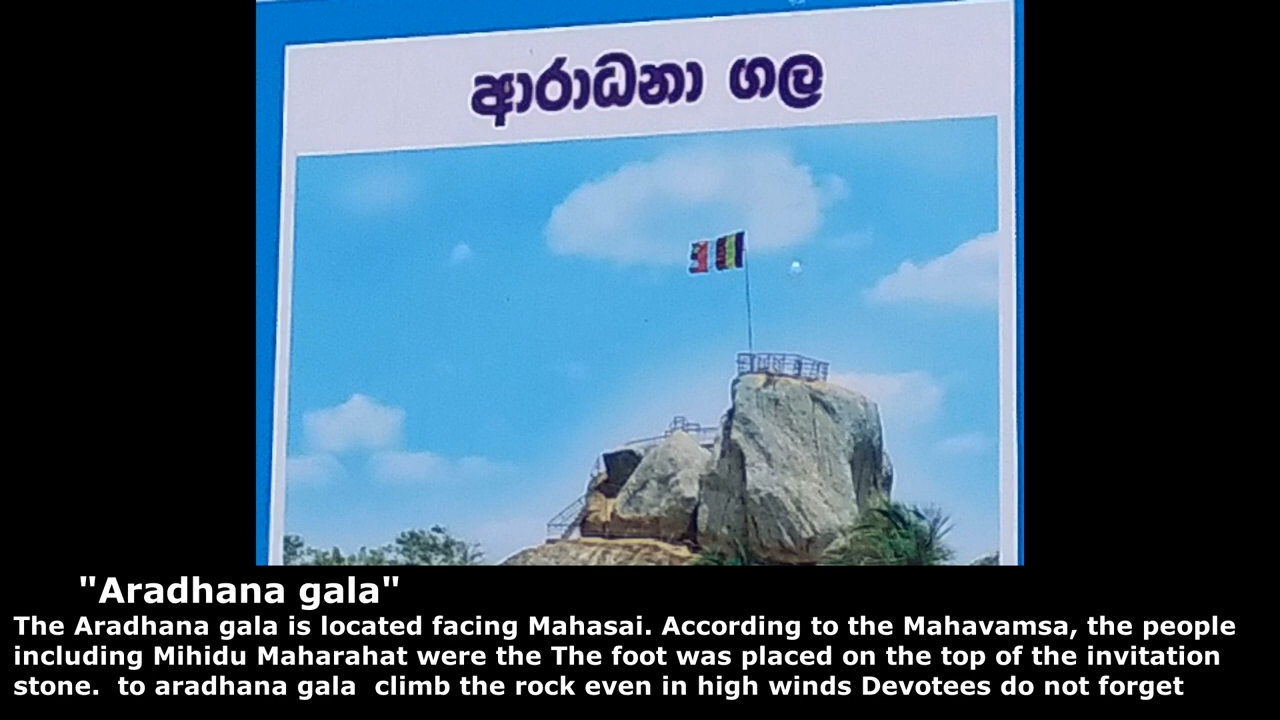 ආරාධනා ගල
"Aradhana gala"
The Aradhana gala is located facing Mahasai. According to the Mahavamsa, the people
including Mihidu Maharahat were the The foot was placed on the top of the invitation
stone.  to aradhana gala  climb the rock even in high winds Devotees do not forget